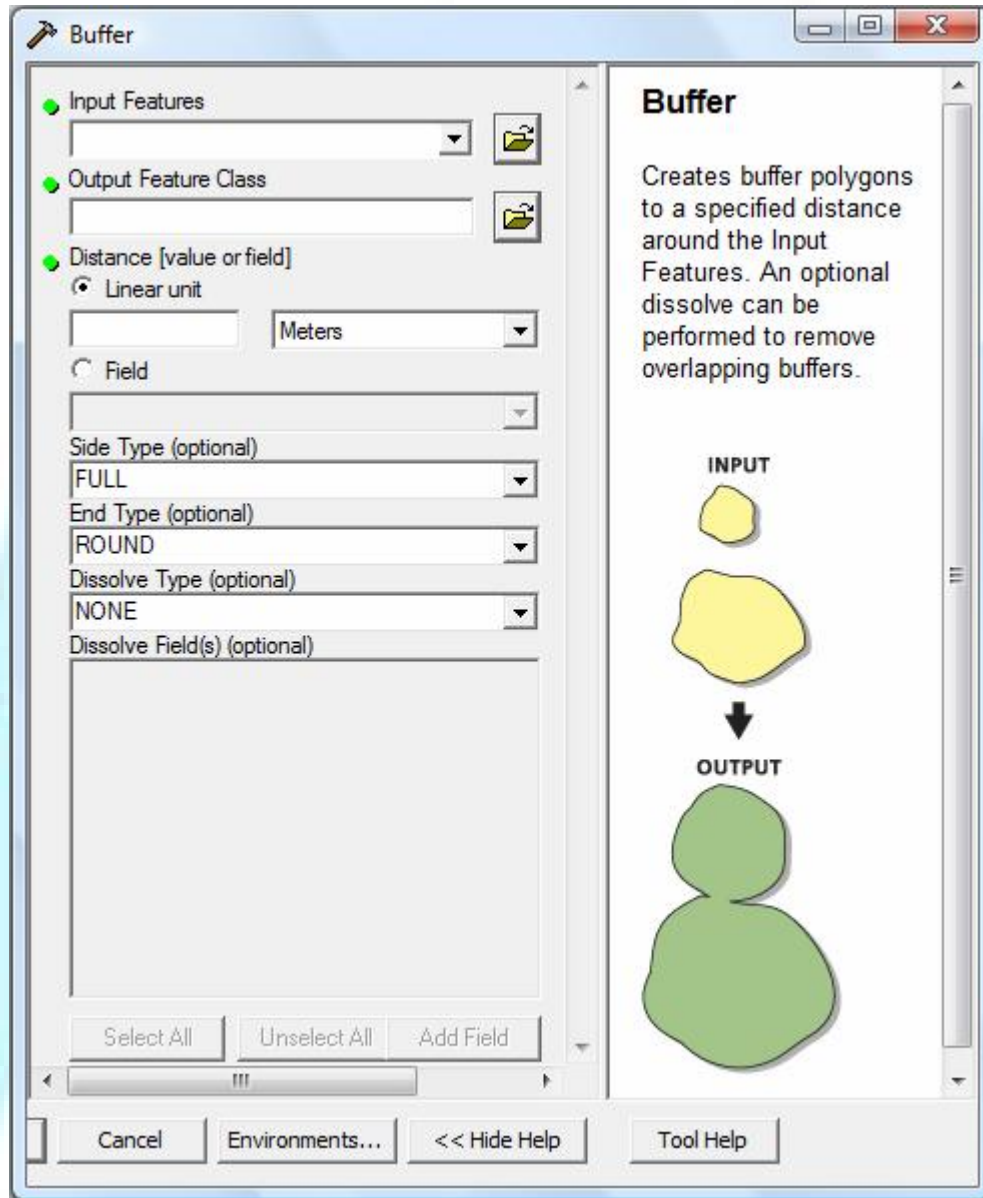 Buffer
Input Features
Output Feature Class
Distance [value or field]
Linear unit
Meters
Field
Side Type (optional)
FULL
End Type (optional)
ROUND
Dissolve Type (optional)
NONE
Dissolve Field(s) (optional)
Select All
Unselect All
Add Field
Cancel
Environments...
<< Hide Help
Buffer
Creates buffer polygons
to a specified distance
around the Input
Features. An optional
dissolve can be
performed to remove
overlapping buffers.
INPUT
OUTPUT
Tool Help